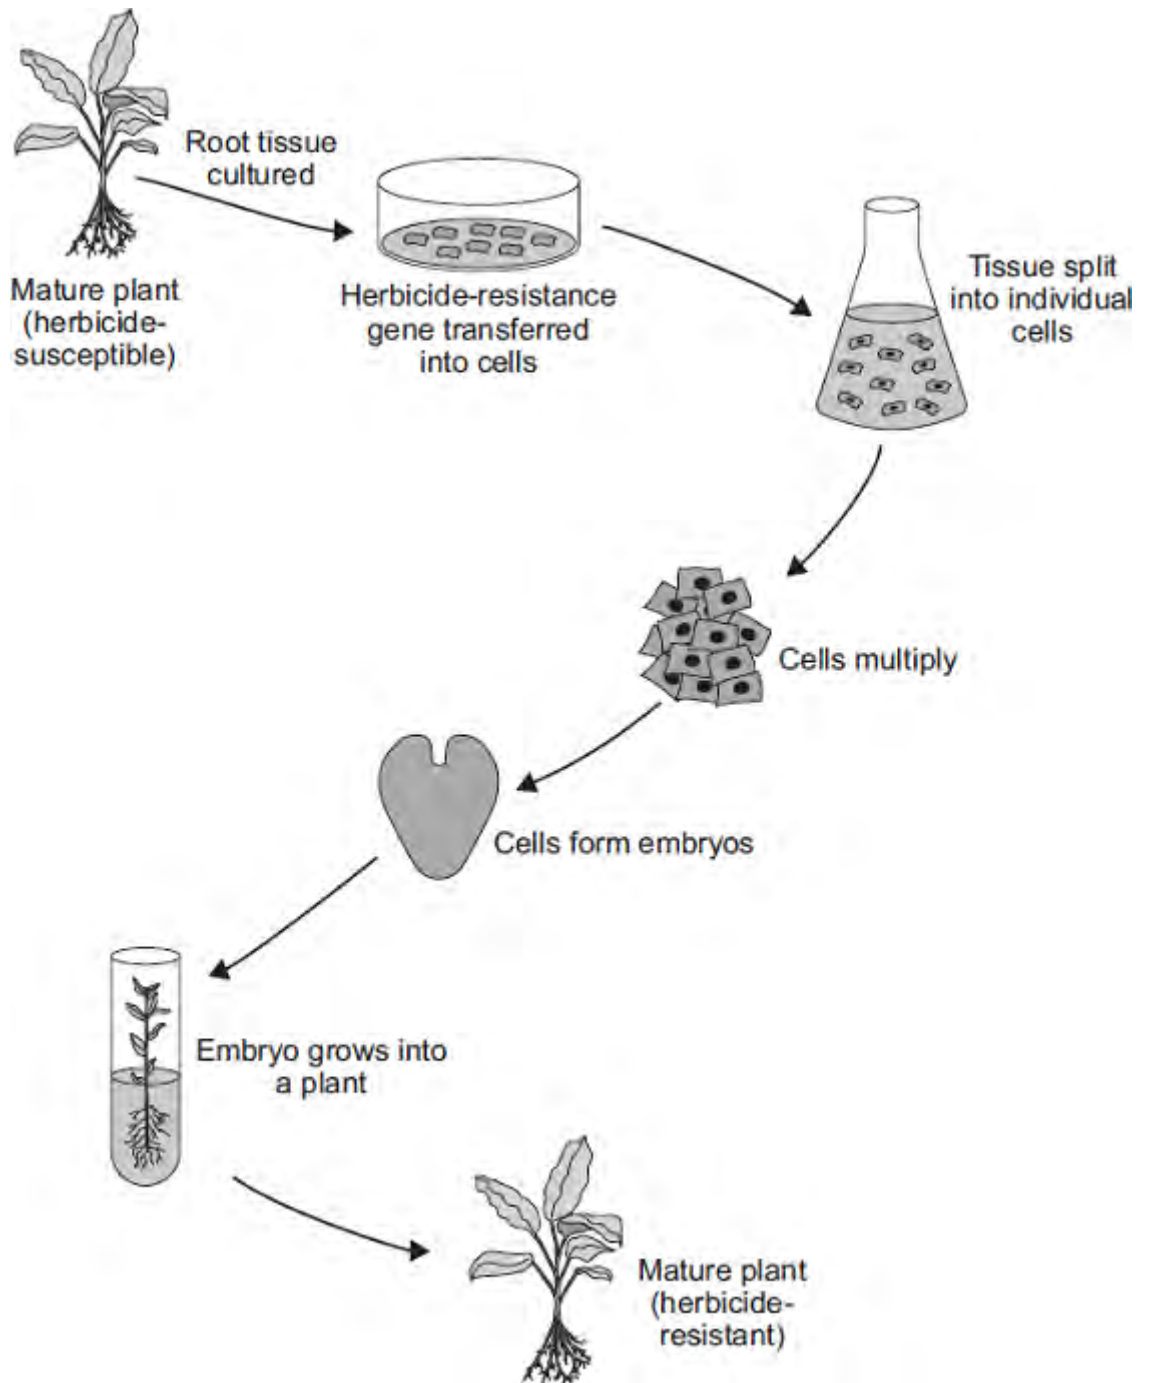 Root tissue
cultured
Mature plant
(herbicide-
susceptible)
Herbicide-resistance
gene transferred
into cells
Tissue split
into individual
cells
Cells multiply
Cells form embryos
Embryo grows into
a plant
Mature plant
(herbicide-
resistant)